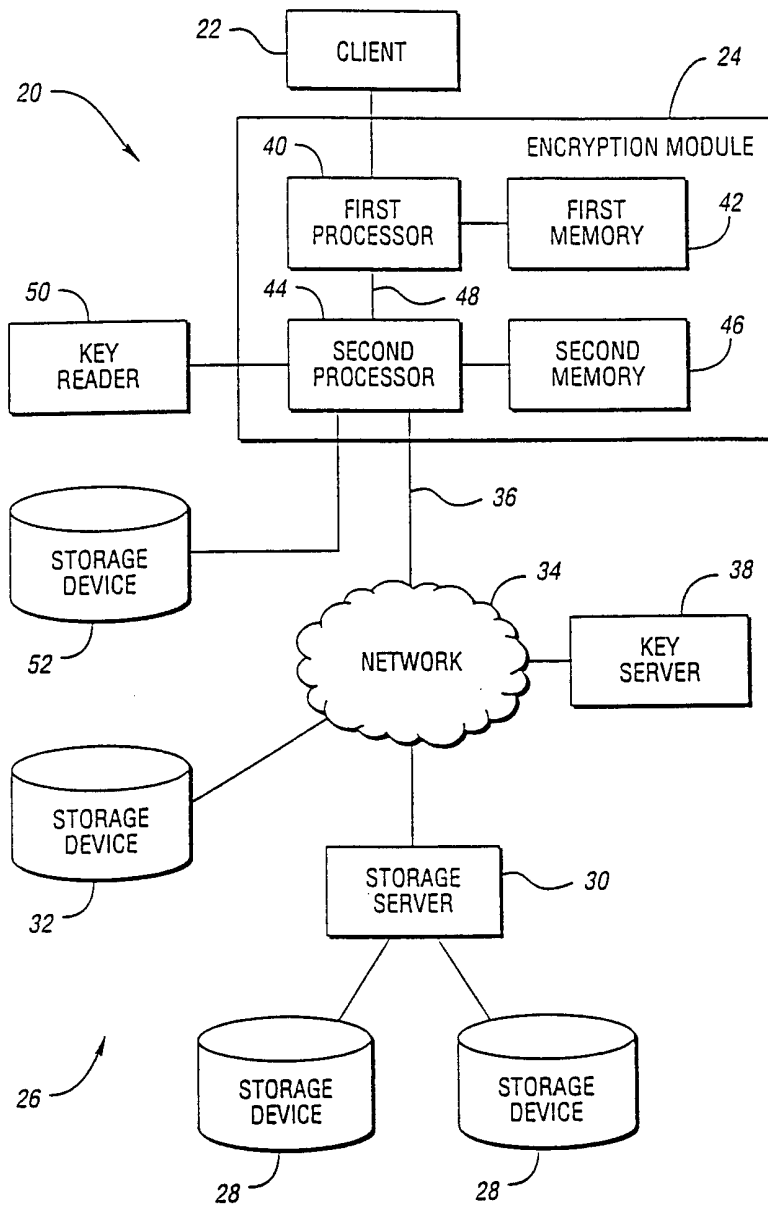 22
CLIENT
24
20
ENCRYPTION MODULE
40
FIRST
PROCESSOR
FIRST
MEMORY
42
50
44
48
KEY
READER
SECOND
PROCESSOR
SECOND
MEMORY
46
36
STORAGE
DEVICE
52
34
38
NETWORK
KEY
SERVER
STORAGE
DEVICE
32
STORAGE
SERVER
30
26
STORAGE
DEVICE
28
STORAGE
DEVICE
28